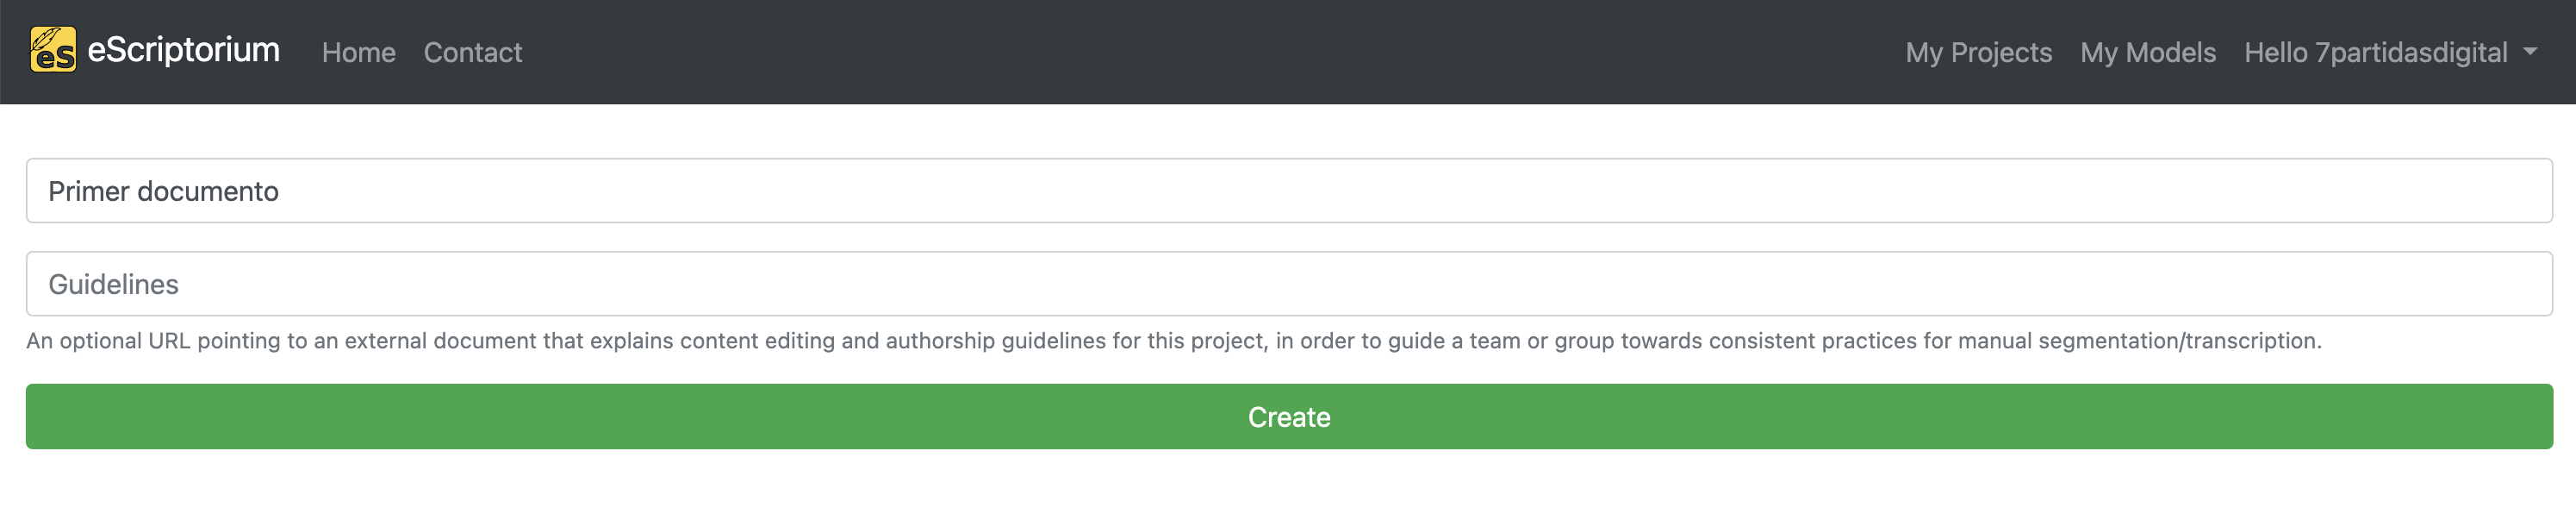 es eScriptorium Home Contact My Projects My Models Hello 7partidasdigital
Primer documento
Guidelines
An optional URL pointing to an external document that explains content editing and authorship guidelines for this project, in order to guide a team or group towards consistent practices for manual segmentation/transcription.
Create